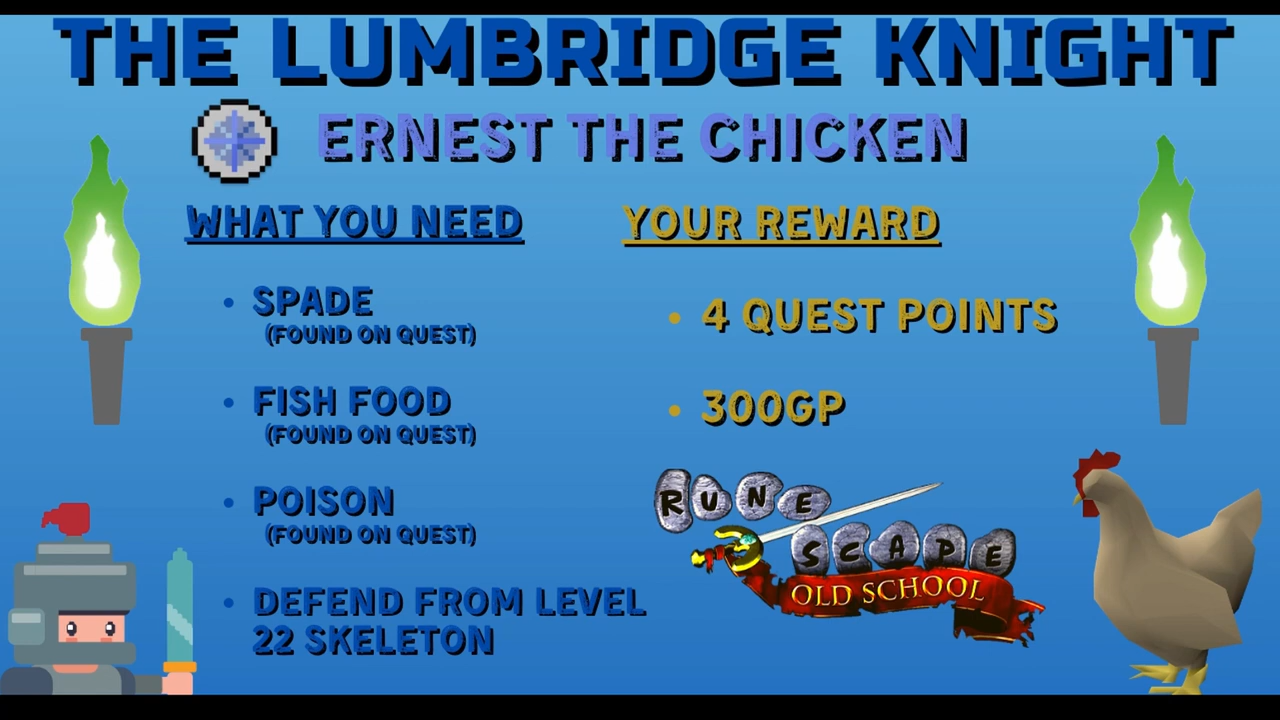 THE LUMBRIDGE KNIGHT
ERNEST THE CHICKEN
WHAT YOU NEED
• SPADE
(FOUND ON QUEST)
• FISH FOOD
(FOUND ON QUEST)
• POISON
(FOUND ON QUEST)
• DEFEND FROM LEVEL
22 SKELETON
YOUR REWARD
• 4 QUEST POINTS
• 300GP
RUNE
SCAPE
OLD SCHOOL